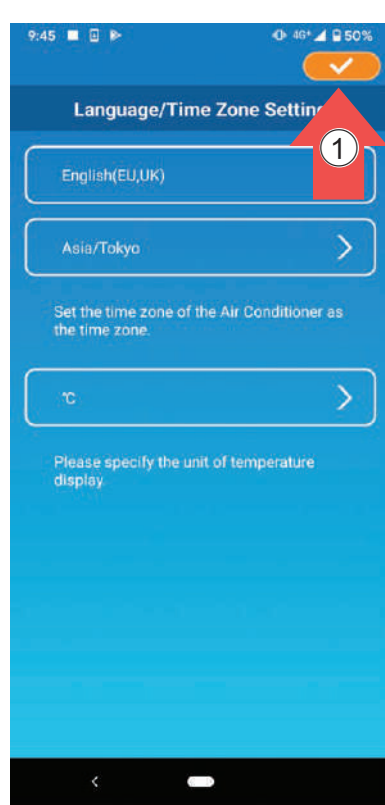 9:45 4G+ 50%
Language/Time Zone Settin
1
English(EU,UK)
Asia/Tokyo
Set the time zone of the Air Conditioner as
the time zone.
℃
Please specify the unit of temperature
display.